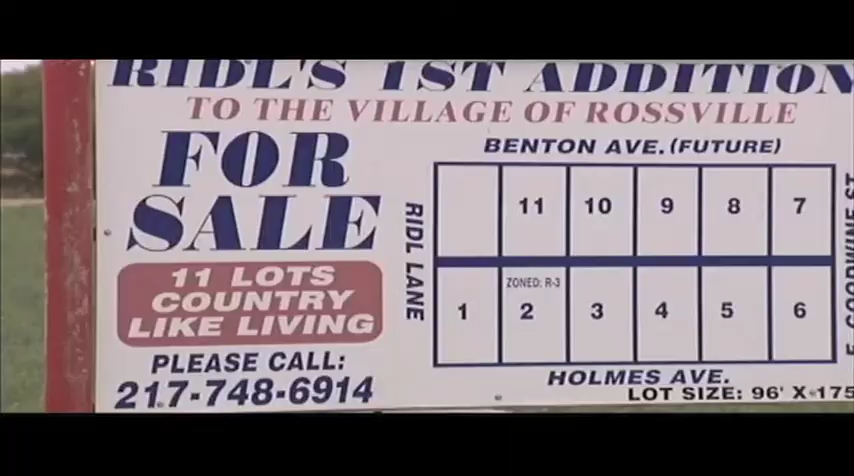 RIDL'S 1ST ADDITION
TO THE VILLAGE OF ROSSVILLE
FOR
SALE
11 LOTS
COUNTRY
LIKE LIVING
PLEASE CALL:
217-748-6914
BENTON AVE. (FUTURE)
RIDL LANE
11 10 9 8 7
ZONED: R-3
1 2 3 4 5 6
E. GOODWINE ST
HOLMES AVE.
LOT SIZE: 96' X 175